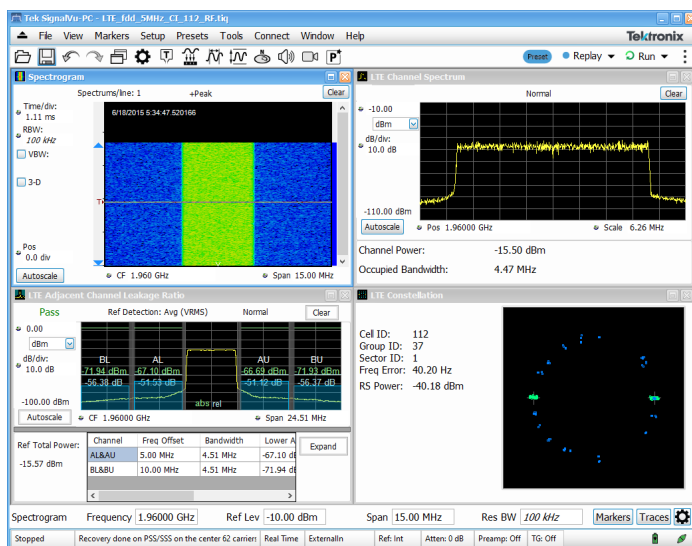 Tek SignalVu-PC - LTE_fdd_5MHz_CI_112_RF.tiq
File View Markers Setup Presets Tools Connect Window Help
Tektronix
Preset Replay Run
Spectrogram
Spectrums/line: 1 +Peak Clear
Time/div:
1.11 ms
RBW:
100 kHz
VBW:
3-D
6/18/2015 5:34:47.520166
T
Pos
0.0 div
Autoscale CF 1.960 GHz Span 15.00 MHz
LTE Channel Spectrum
Normal Clear
-10.00
dBm
dB/div:
10.0 dB
-110.00 dBm
Autoscale Pos 1.96000 GHz Scale 6.26 MHz
Channel Power: -15.50 dBm
Occupied Bandwidth: 4.47 MHz
LTE Adjacent Channel Leakage Ratio
Pass Ref Detection: Avg (VRMS) Normal Clear
0.00
dBm
dB/div:
10.0 dB
BL AL AU BU
-71.94 dBm -67.10 dBm -66.69 dBm -71.93 dBm
-56.38 dB -51.53 dB -51.12 dB -56.37 dB
abs rel
-100.00 dBm
Autoscale CF 1.96000 GHz Span 24.51 MHz
Ref Total Power:
-15.57 dBm
Channel Freq Offset Bandwidth Lower A
AL&AU 5.00 MHz 4.51 MHz -67.10 dB
BL&BU 10.00 MHz 4.51 MHz -71.94 dB
Expand
LTE Constellation
Cell ID: 112
Group ID: 37
Sector ID: 1
Freq Error: 40.20 Hz
RS Power: -40.18 dBm
Spectrogram Frequency 1.96000 GHz Ref Lev -10.00 dBm Span 15.00 MHz Res BW 100 kHz Markers Traces
Stopped Recovery done on PSS/SSS on the center 62 carriers Real Time ExternalIn Ref: Int Atten: 0 dB Preamp: Off TG: Off